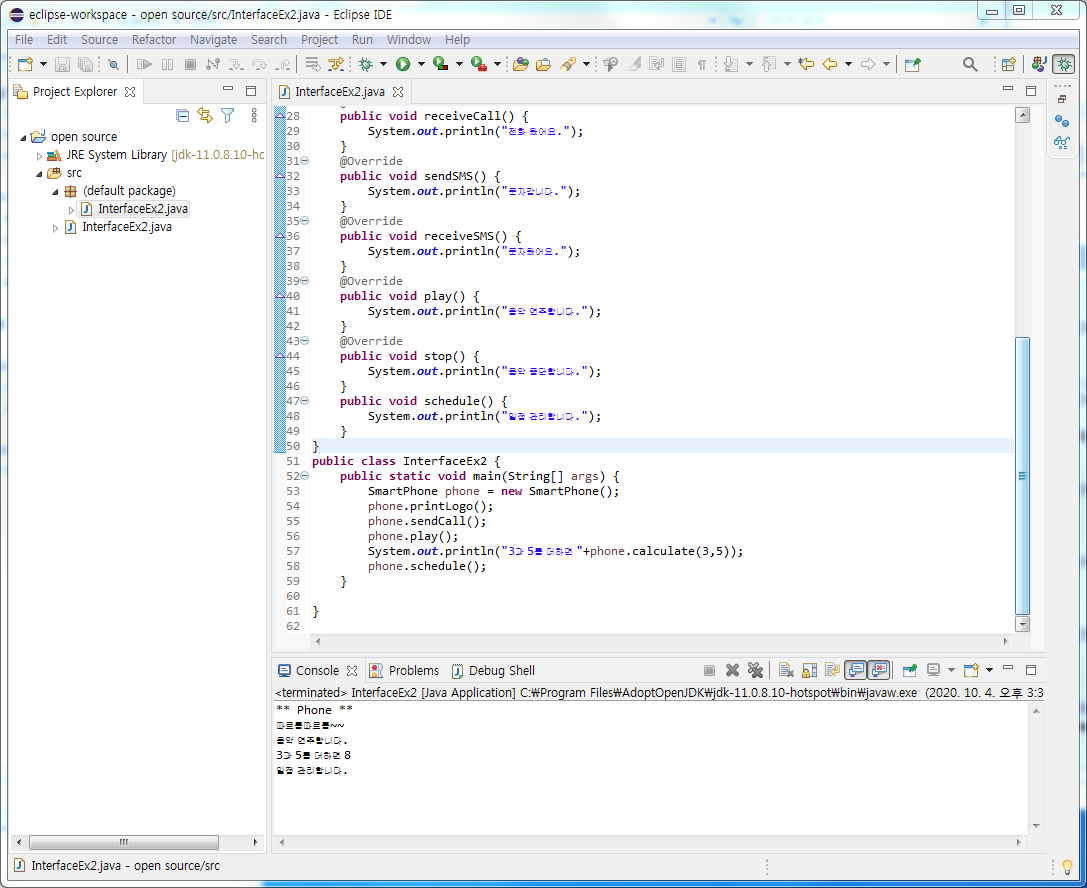 eclipse-workspace - open source/src/InterfaceEx2.java - Eclipse IDE
File Edit Source Refactor Navigate Search Project Run Window Help
Project Explorer
open source
JRE System Library [jdk-11.0.8.10-ho
src
(default package)
InterfaceEx2.java
InterfaceEx2.java
InterfaceEx2.java
28 public void receiveCall() {
29 System.out.println("전화 왔어요.");
30 }
31 @Override
32 public void sendSMS() {
33 System.out.println("문자갑니다.");
34 }
35 @Override
36 public void receiveSMS() {
37 System.out.println("문자왔어요.");
38 }
39 @Override
40 public void play() {
41 System.out.println("음악 연주합니다.");
42 }
43 @Override
44 public void stop() {
45 System.out.println("음악 중단합니다.");
46 }
47 public void schedule() {
48 System.out.println("일정 관리합니다.");
49 }
50 }
51 public class InterfaceEx2 {
52 public static void main(String[] args) {
53 SmartPhone phone = new SmartPhone();
54 phone.printLogo();
55 phone.sendCall();
56 phone.play();
57 System.out.println("3과 5를 더하면 "+phone.calculate(3,5));
58 phone.schedule();
59 }
60
61 }
62
Console Problems Debug Shell
<terminated> InterfaceEx2 [Java Application] C:₩Program Files₩AdoptOpenJDK₩jdk-11.0.8.10-hotspot₩bin₩javaw.exe (2020. 10. 4. 오후 3:3
** Phone **
따르릉따르릉~~
음악 연주합니다.
3과 5를 더하면 8
일정 관리합니다.
InterfaceEx2.java - open source/src